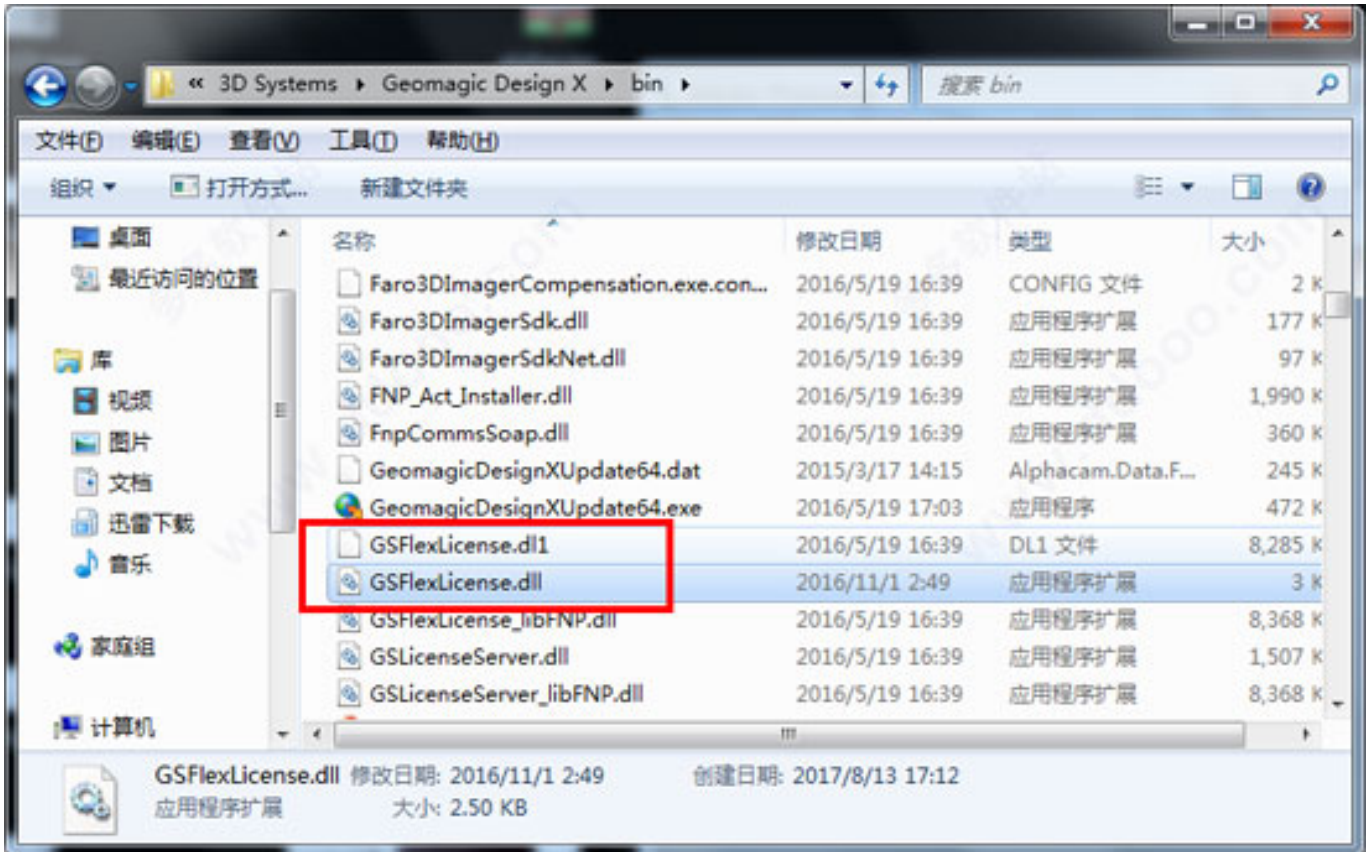 « 3D Systems ▸ Geomagic Design X ▸ bin ▸ 搜索 bin
文件(F) 编辑(E) 查看(V) 工具(T) 帮助(H)
组织 ▼ 打开方式... 新建文件夹
名称 修改日期 类型 大小
桌面
最近访问的位置
库
视频
图片
文档
迅雷下载
音乐
家庭组
计算机
Faro3DImagerCompensation.exe.con... 2016/5/19 16:39 CONFIG 文件 2 K
Faro3DImagerSdk.dll 2016/5/19 16:39 应用程序扩展 177 K
Faro3DImagerSdkNet.dll 2016/5/19 16:39 应用程序扩展 97 K
FNP_Act_Installer.dll 2016/5/19 16:39 应用程序扩展 1,990 K
FnpCommsSoap.dll 2016/5/19 16:39 应用程序扩展 360 K
GeomagicDesignXUpdate64.dat 2015/3/17 14:15 Alphacam.Data.F... 245 K
GeomagicDesignXUpdate64.exe 2016/5/19 17:03 应用程序 472 K
GSFlexLicense.dl1 2016/5/19 16:39 DL1 文件 8,285 K
GSFlexLicense.dll 2016/11/1 2:49 应用程序扩展 3 K
GSFlexLicense_libFNP.dll 2016/5/19 16:39 应用程序扩展 8,368 K
GSLicenseServer.dll 2016/5/19 16:39 应用程序扩展 1,507 K
GSLicenseServer_libFNP.dll 2016/5/19 16:39 应用程序扩展 8,368 K
GSFlexLicense.dll 修改日期: 2016/11/1 2:49 创建日期: 2017/8/13 17:12
应用程序扩展 大小: 2.50 KB